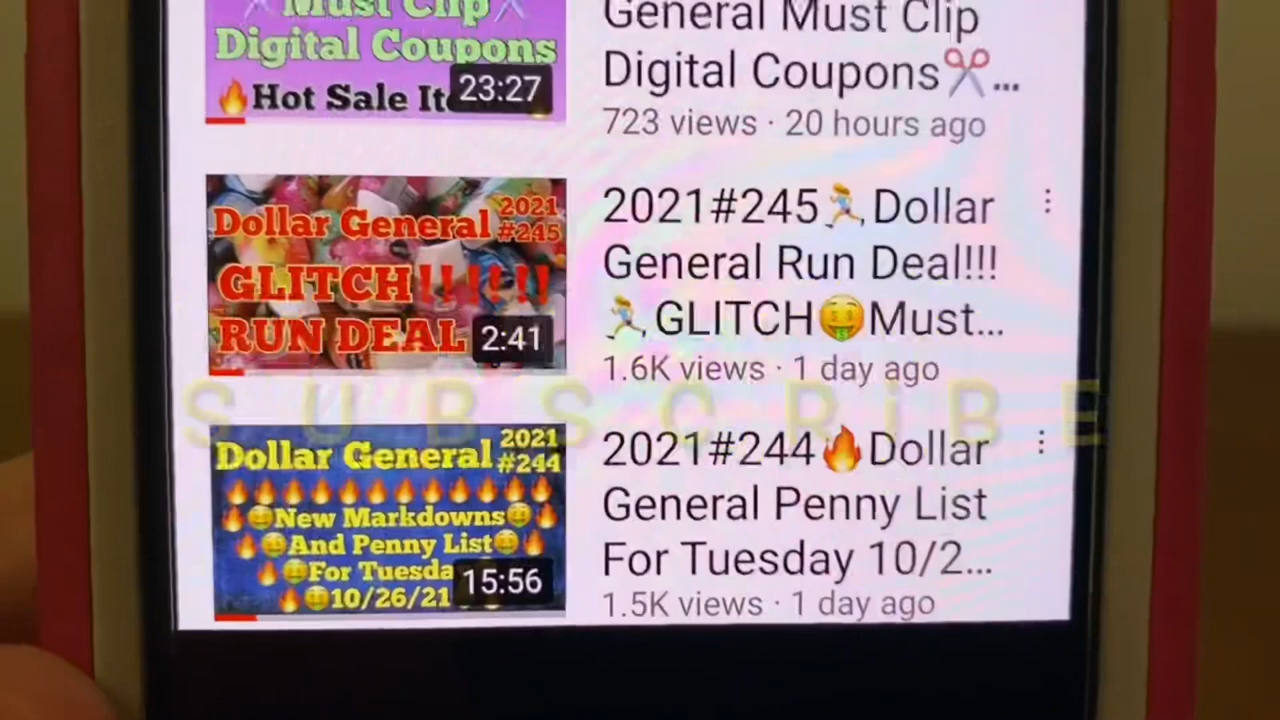 Must Clip
Digital Coupons
🔥Hot Sale Ite
23:27
General Must Clip
Digital Coupons✂️...
723 views · 20 hours ago
Dollar General 2021
#245
GLITCH!!!!!!
RUN DEAL
2:41
2021#245🏃Dollar
General Run Deal!!!
🏃GLITCH🤑Must...
1.6K views · 1 day ago
SUBSCRiBE
Dollar General 2021
#244
🔥🔥🔥🔥🔥🔥🔥🔥🔥🔥🔥🔥
🔥🤑New Markdowns🤑🔥
🔥🤑And Penny List🤑🔥
🔥🤑For Tuesda
🔥🤑10/26/21
15:56
2021#244🔥Dollar
General Penny List
For Tuesday 10/2...
1.5K views · 1 day ago